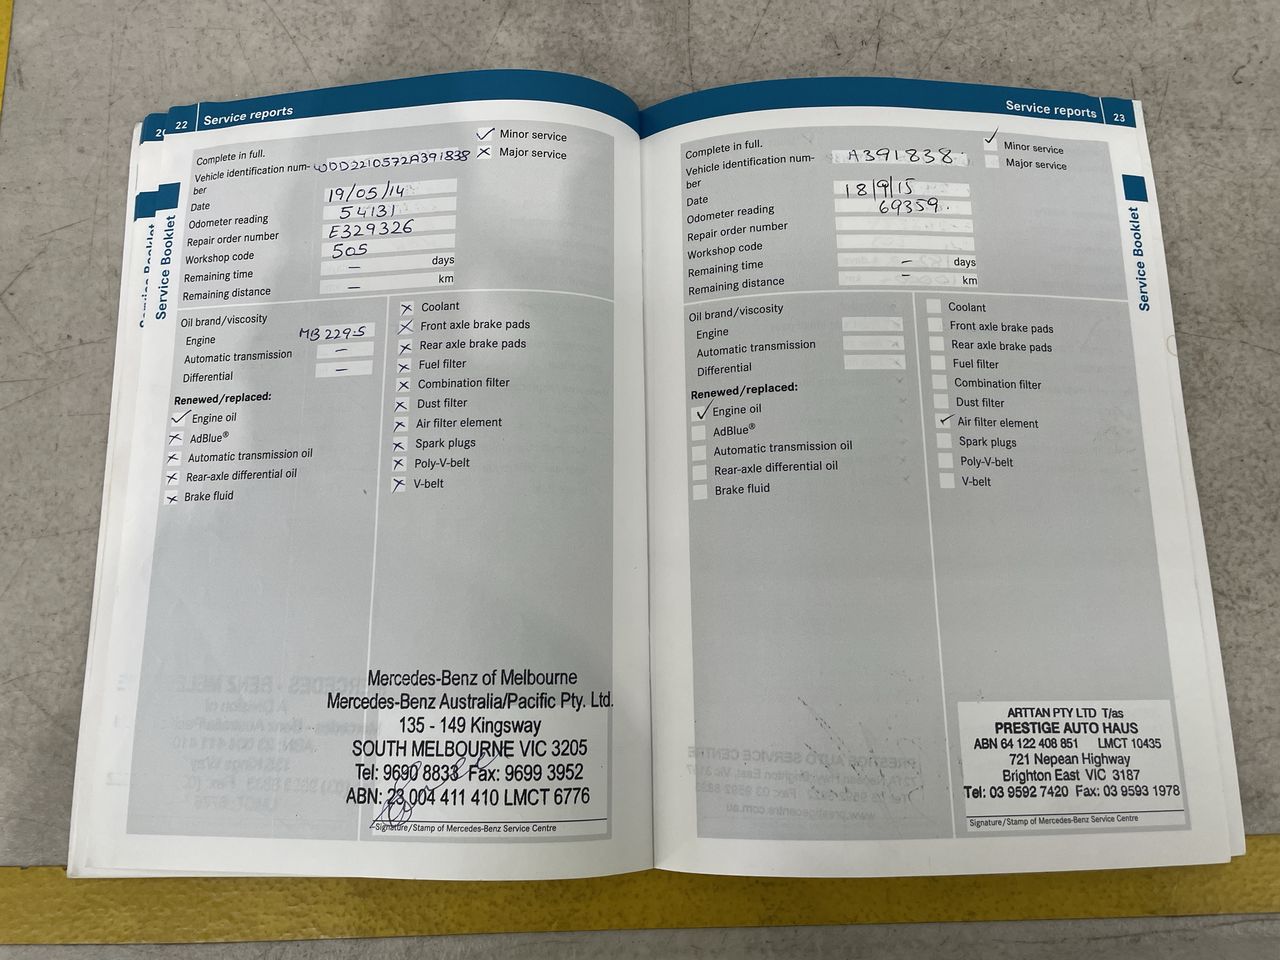 22 Service reports
Complete in full.
✓ Minor service
Vehicle identification num-ber WDD2210572A391838
× Major service
Date 19/05/14
Odometer reading 54131
Repair order number E329326
Workshop code 505
Remaining time – days
Remaining distance – km
Oil brand/viscosity
Engine MB 229.5
Automatic transmission –
Differential –
Renewed/replaced:
✓ Engine oil
× AdBlue®
× Automatic transmission oil
× Rear-axle differential oil
× Brake fluid
× Coolant
× Front axle brake pads
× Rear axle brake pads
× Fuel filter
× Combination filter
× Dust filter
× Air filter element
× Spark plugs
× Poly-V-belt
× V-belt
Mercedes-Benz of Melbourne
Mercedes-Benz Australia/Pacific Pty. Ltd.
135 - 149 Kingsway
SOUTH MELBOURNE VIC 3205
Tel: 9690 8833 Fax: 9699 3952
ABN: 23 004 411 410 LMCT 6776
Signature/Stamp of Mercedes-Benz Service Centre
Service Booklet
Service reports 23
Complete in full.
✓ Minor service
Vehicle identification num-ber A391838
Major service
Date 18/9/15
Odometer reading 69359.
Repair order number
Workshop code
Remaining time – days
Remaining distance – km
Oil brand/viscosity
Engine
Automatic transmission
Differential
Renewed/replaced:
✓ Engine oil
AdBlue®
Automatic transmission oil
Rear-axle differential oil
Brake fluid
Coolant
Front axle brake pads
Rear axle brake pads
Fuel filter
Combination filter
Dust filter
✓ Air filter element
Spark plugs
Poly-V-belt
V-belt
ARTTAN PTY LTD T/as
PRESTIGE AUTO HAUS
ABN 64 122 408 851 LMCT 10435
721 Nepean Highway
Brighton East VIC 3187
Tel: 03 9592 7420 Fax: 03 9593 1978
Signature/Stamp of Mercedes-Benz Service Centre
Service Booklet